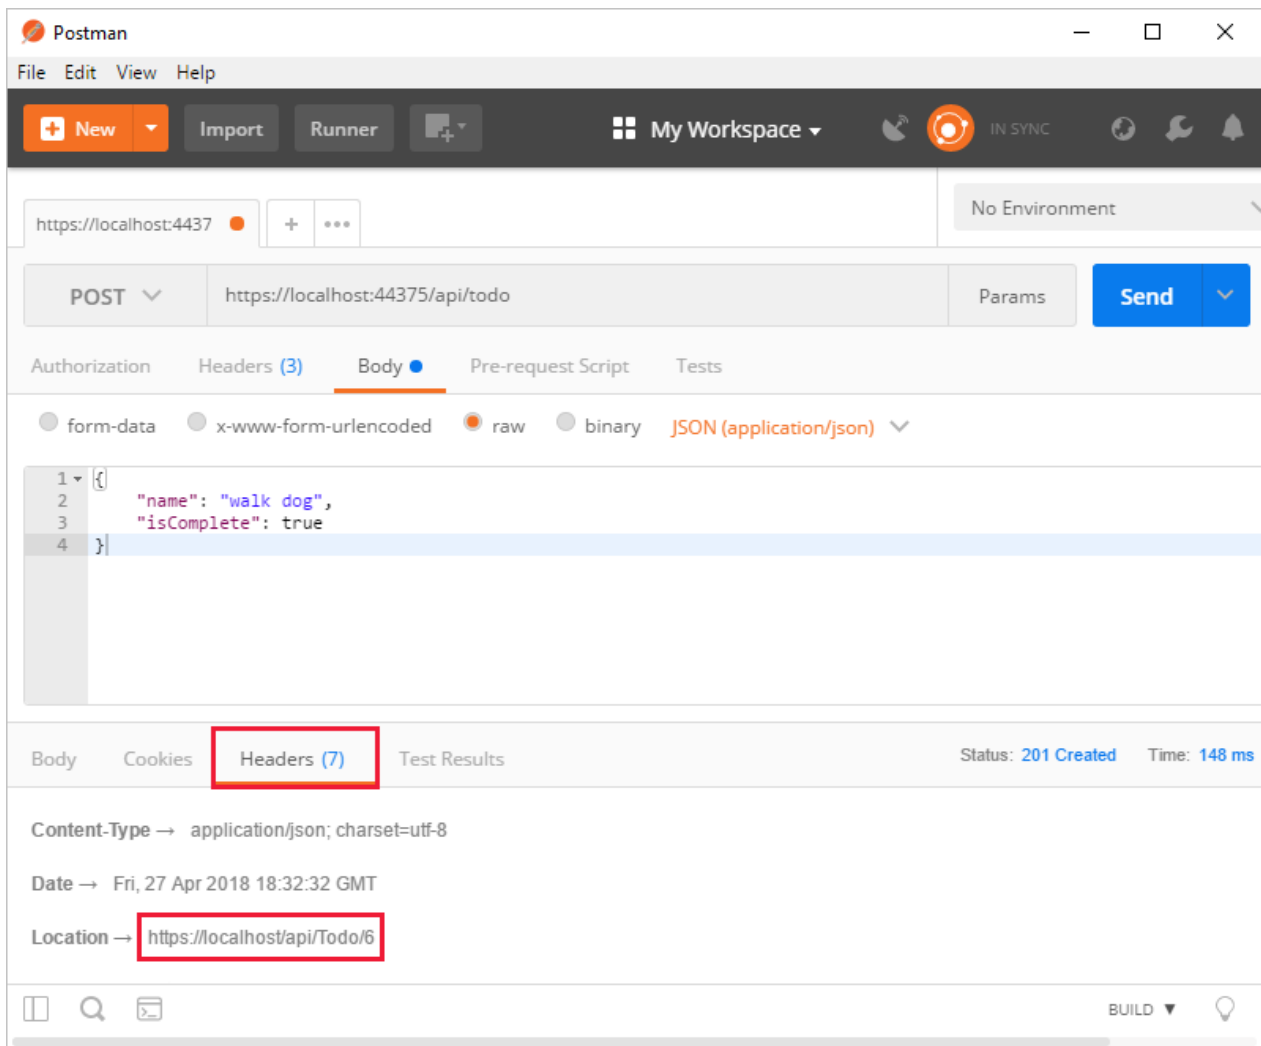 Postman
File Edit View Help
New Import Runner My Workspace IN SYNC
https://localhost:4437 No Environment
POST https://localhost:44375/api/todo Params Send
Authorization Headers (3) Body Pre-request Script Tests
form-data x-www-form-urlencoded raw binary JSON (application/json)
1 {
2 "name": "walk dog",
3 "isComplete": true
4 }
Body Cookies Headers (7) Test Results Status: 201 Created Time: 148 ms
Content-Type → application/json; charset=utf-8
Date → Fri, 27 Apr 2018 18:32:32 GMT
Location → https://localhost/api/Todo/6
BUILD